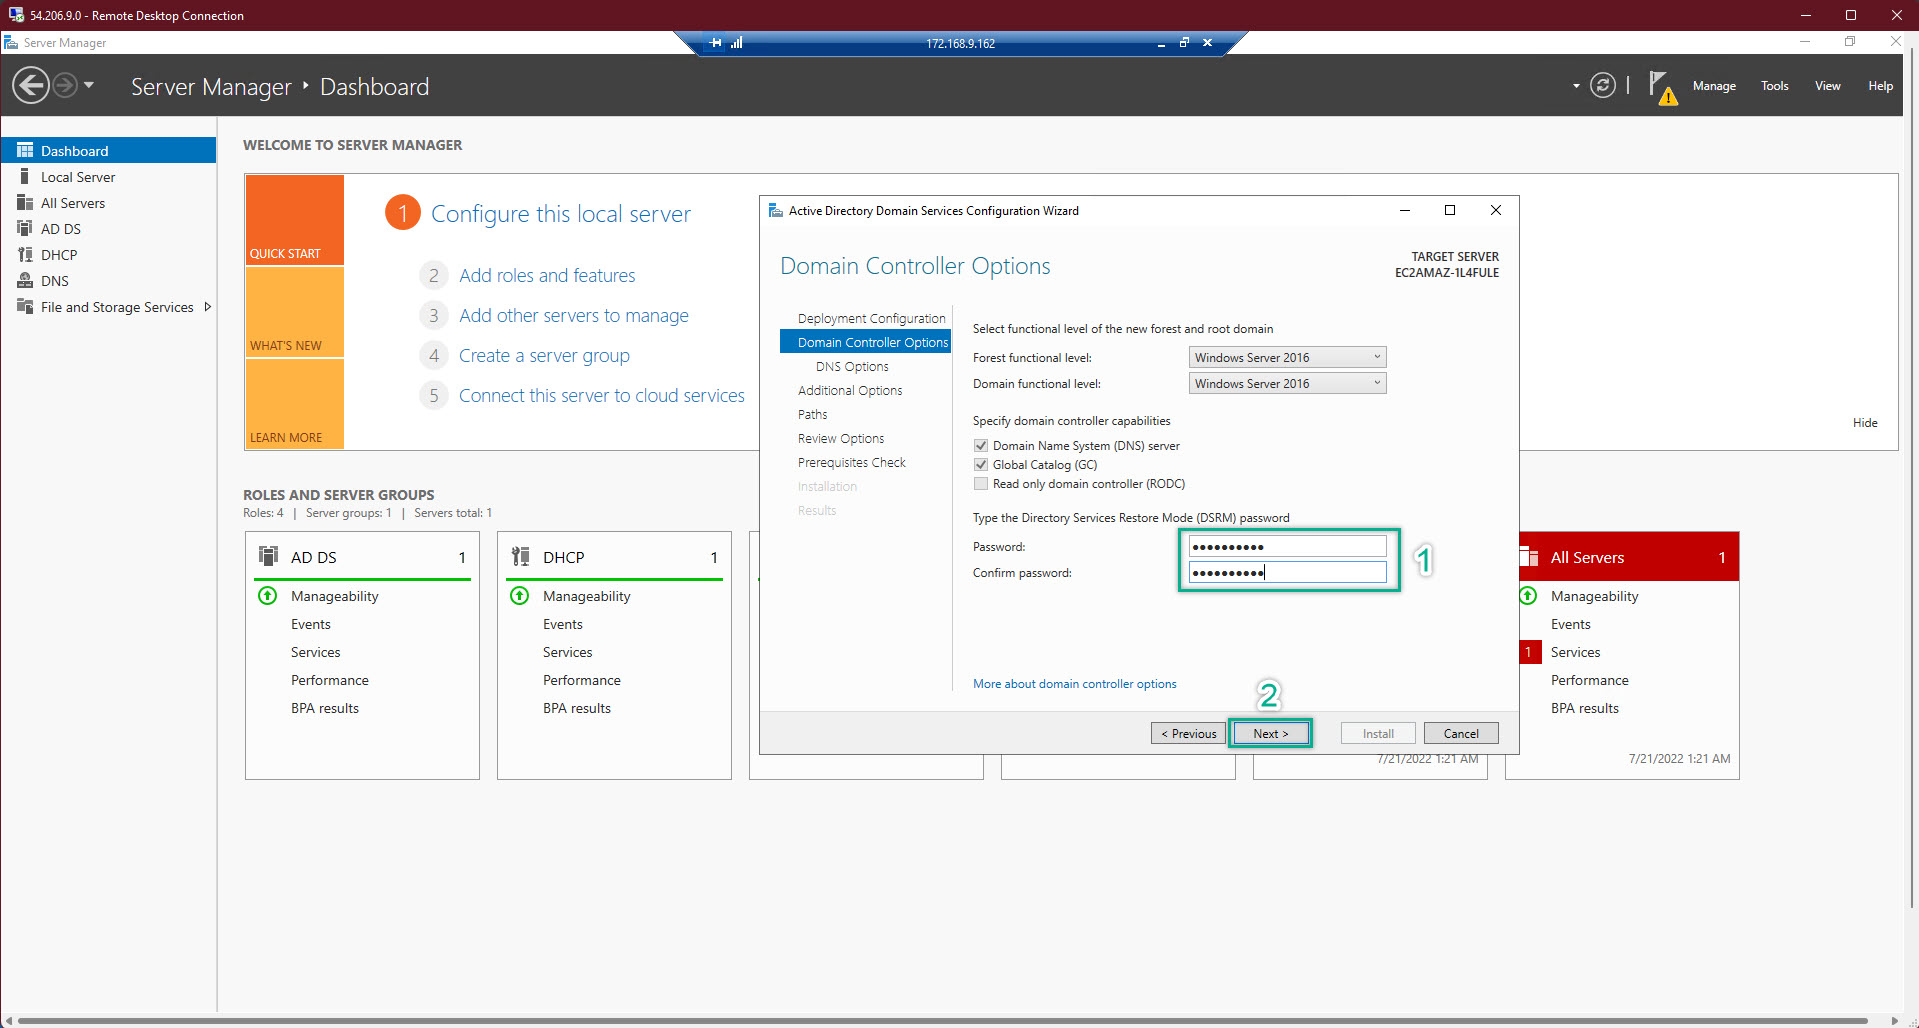 54.206.9.0 - Remote Desktop Connection
Server Manager
172.168.9.162
Server Manager
Dashboard
Manage
Tools
View
Help
Dashboard
Local Server
All Servers
AD DS
DHCP
DNS
File and Storage Services
WELCOME TO SERVER MANAGER
QUICK START
WHAT'S NEW
LEARN MORE
1 Configure this local server
2 Add roles and features
3 Add other servers to manage
4 Create a server group
5 Connect this server to cloud services
Hide
ROLES AND SERVER GROUPS
Roles: 4 | Server groups: 1 | Servers total: 1
AD DS 1
Manageability
Events
Services
Performance
BPA results
DHCP 1
Manageability
Events
Services
Performance
BPA results
7/21/2022 1:21 AM
All Servers 1
Manageability
Events
1 Services
Performance
BPA results
7/21/2022 1:21 AM
Active Directory Domain Services Configuration Wizard
Domain Controller Options
TARGET SERVER
EC2AMAZ-1L4FULE
Deployment Configuration
Domain Controller Options
DNS Options
Additional Options
Paths
Review Options
Prerequisites Check
Installation
Results
Select functional level of the new forest and root domain
Forest functional level: Windows Server 2016
Domain functional level: Windows Server 2016
Specify domain controller capabilities
Domain Name System (DNS) server
Global Catalog (GC)
Read only domain controller (RODC)
Type the Directory Services Restore Mode (DSRM) password
Password: ●●●●●●●●●●
Confirm password: ●●●●●●●●●●
1
More about domain controller options
2
< Previous
Next >
Install
Cancel